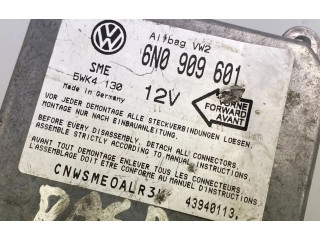 Airbag VW2
6N0 909 601
SME
5WK4 130
Made in Germany
12V
VORNE
FORWARD
AVANT
VOR JEDER DEMONTAGE ALLE STECKVERBINDUNGEN LOESEN.
MONTAGE NUR NACH EINBAUANLEITUNG.
BEFORE EVERY DISASSEMBLY, DETACH ALL CONNECTORS
ASSEMBLE STRICTLY ACCORDING TO MANUAL INSTRUCTIONS.
AVANT DEMONTAGE ENLEVER TOUS LES CONNECTEURS
L'ASSEMBLAGE DOIT ETRE CONFORME AU MANUEL D'INSTRUCTIONS.
CNWSMEOALR3
43940113.